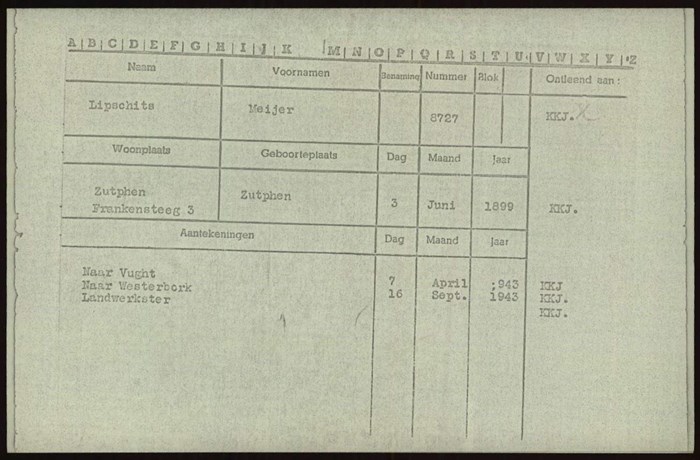 A|B|C|D|E|F|G|H|I|J|K |M|N|O|P|Q|R|S|T|U|V|W|X|Y|Z
Naam Voornamen Benaming Nummer Blok Ontleend aan:
Lipschits Meijer 8727 KKJ.
Woonplaats Geboorteplaats Dag Maand Jaar
Zutphen Zutphen 3 Juni 1899 KKJ.
Frankensteeg 3
Aantekeningen Dag Maand Jaar
Naar Vught 7 April ;943 KKJ
Naar Westerbork 16 Sept. 1943 KKJ.
Landwerkster KKJ.